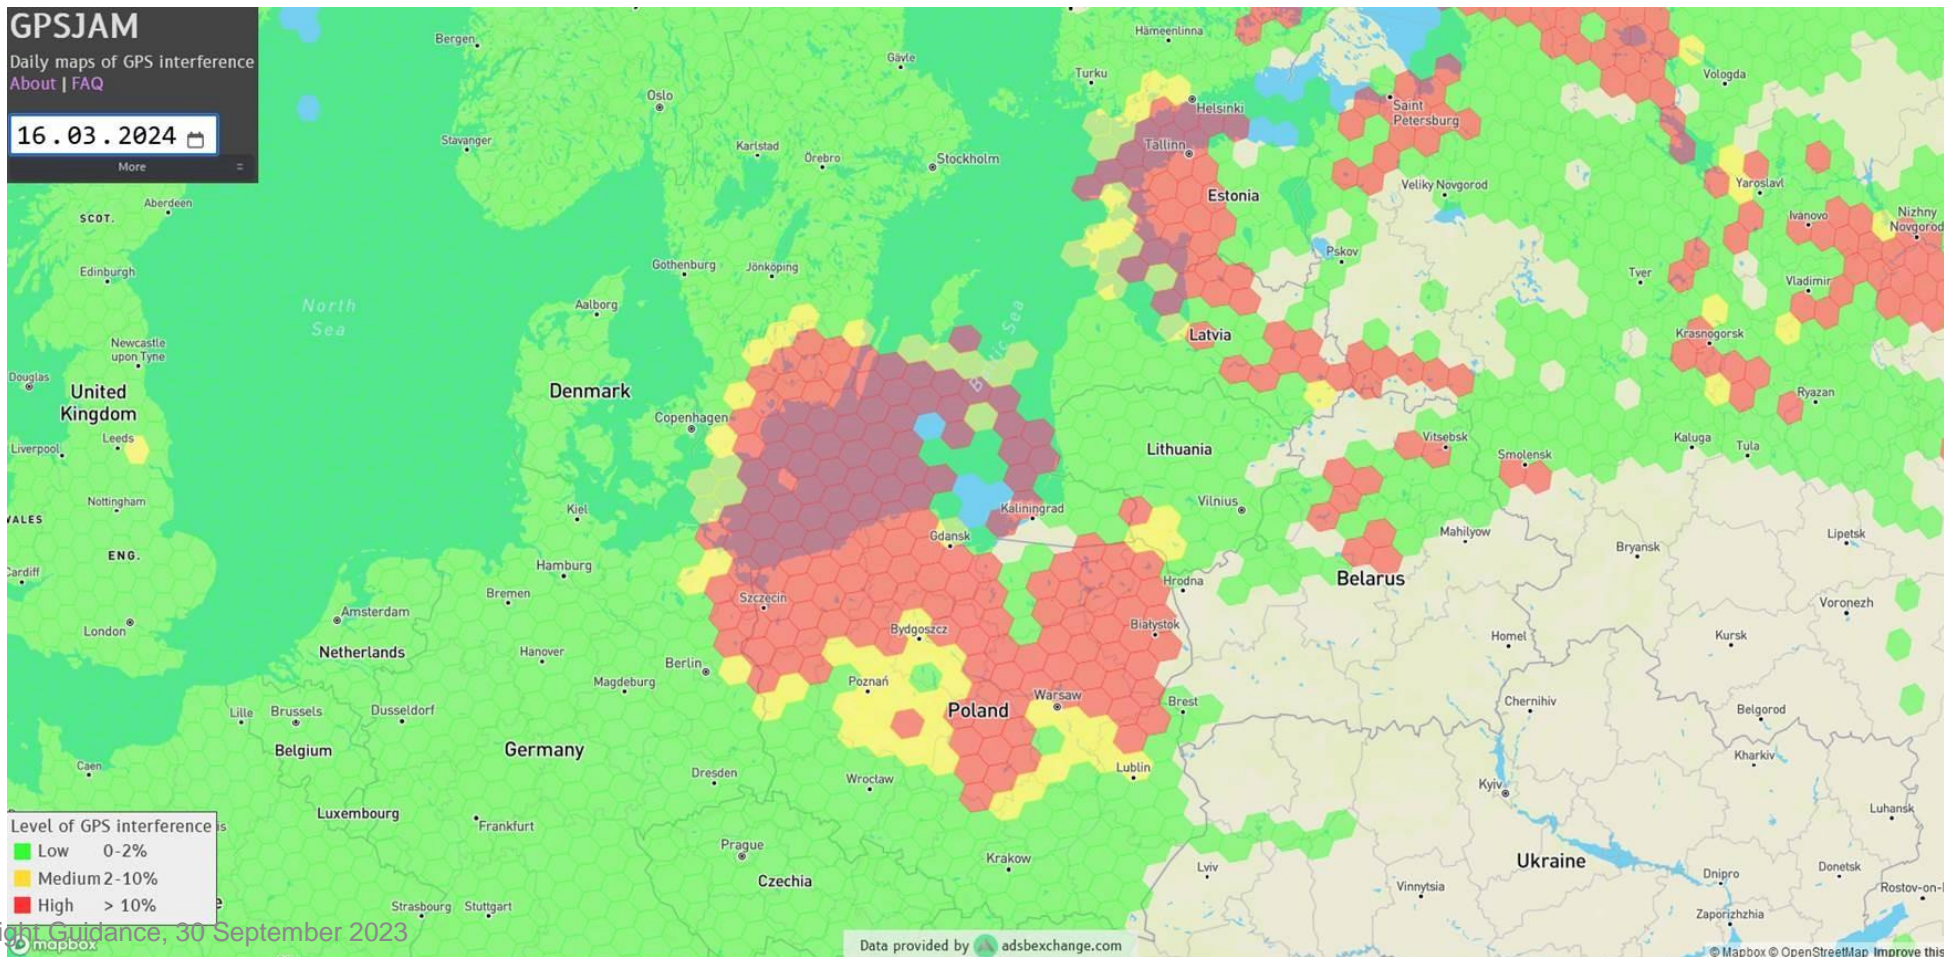 GPSJAM
Daily maps of GPS interference
About | FAQ
16.03.2024
More
Bergen
Oslo
Stavanger
Karlstad
Örebro
Gävle
Stockholm
Turku
Hämeenlinna
Helsinki
Tallinn
Estonia
Saint
Petersburg
Veliky Novgorod
Pskov
Vologda
Yaroslavl
Ivanovo
Nizhny
Novgorod
Tver
Vladimir
Krasnogorsk
Ryazan
SCOT.
Aberdeen
Edinburgh
North
Sea
Newcastle
upon Tyne
Douglas
United
Kingdom
Leeds
Liverpool
Nottingham
ENG.
London
Gothenburg
Jönköping
Aalborg
Denmark
Copenhagen
Kiel
Baltic Sea
Latvia
Lithuania
Vilnius
Kaliningrad
Gdansk
Vitsebsk
Smolensk
Kaluga
Tula
Mahilyow
Bryansk
Lipetsk
Belarus
Hrodna
Hamburg
Bremen
Amsterdam
Netherlands
Hanover
Berlin
Magdeburg
Szczecin
Bydgoszcz
Białystok
Poznań
Warsaw
Poland
Brest
Homel
Kursk
Voronezh
Chernihiv
Belgorod
Kharkiv
Lille
Brussels
Dusseldorf
Belgium
Germany
Caen
Dresden
Wrocław
Lublin
Kyiv
Luhansk
Luxembourg
Frankfurt
Prague
Czechia
Krakow
Lviv
Ukraine
Vinnytsia
Dnipro
Donetsk
Zaporizhzhia
Rostov-on-
Strasbourg
Stuttgart
Level of GPS interference
Low 0-2%
Medium 2-10%
High > 10%
Guidance, 30 September 2023
mapbox
Data provided by adsbexchange.com
© Mapbox © OpenStreetMap Improve this